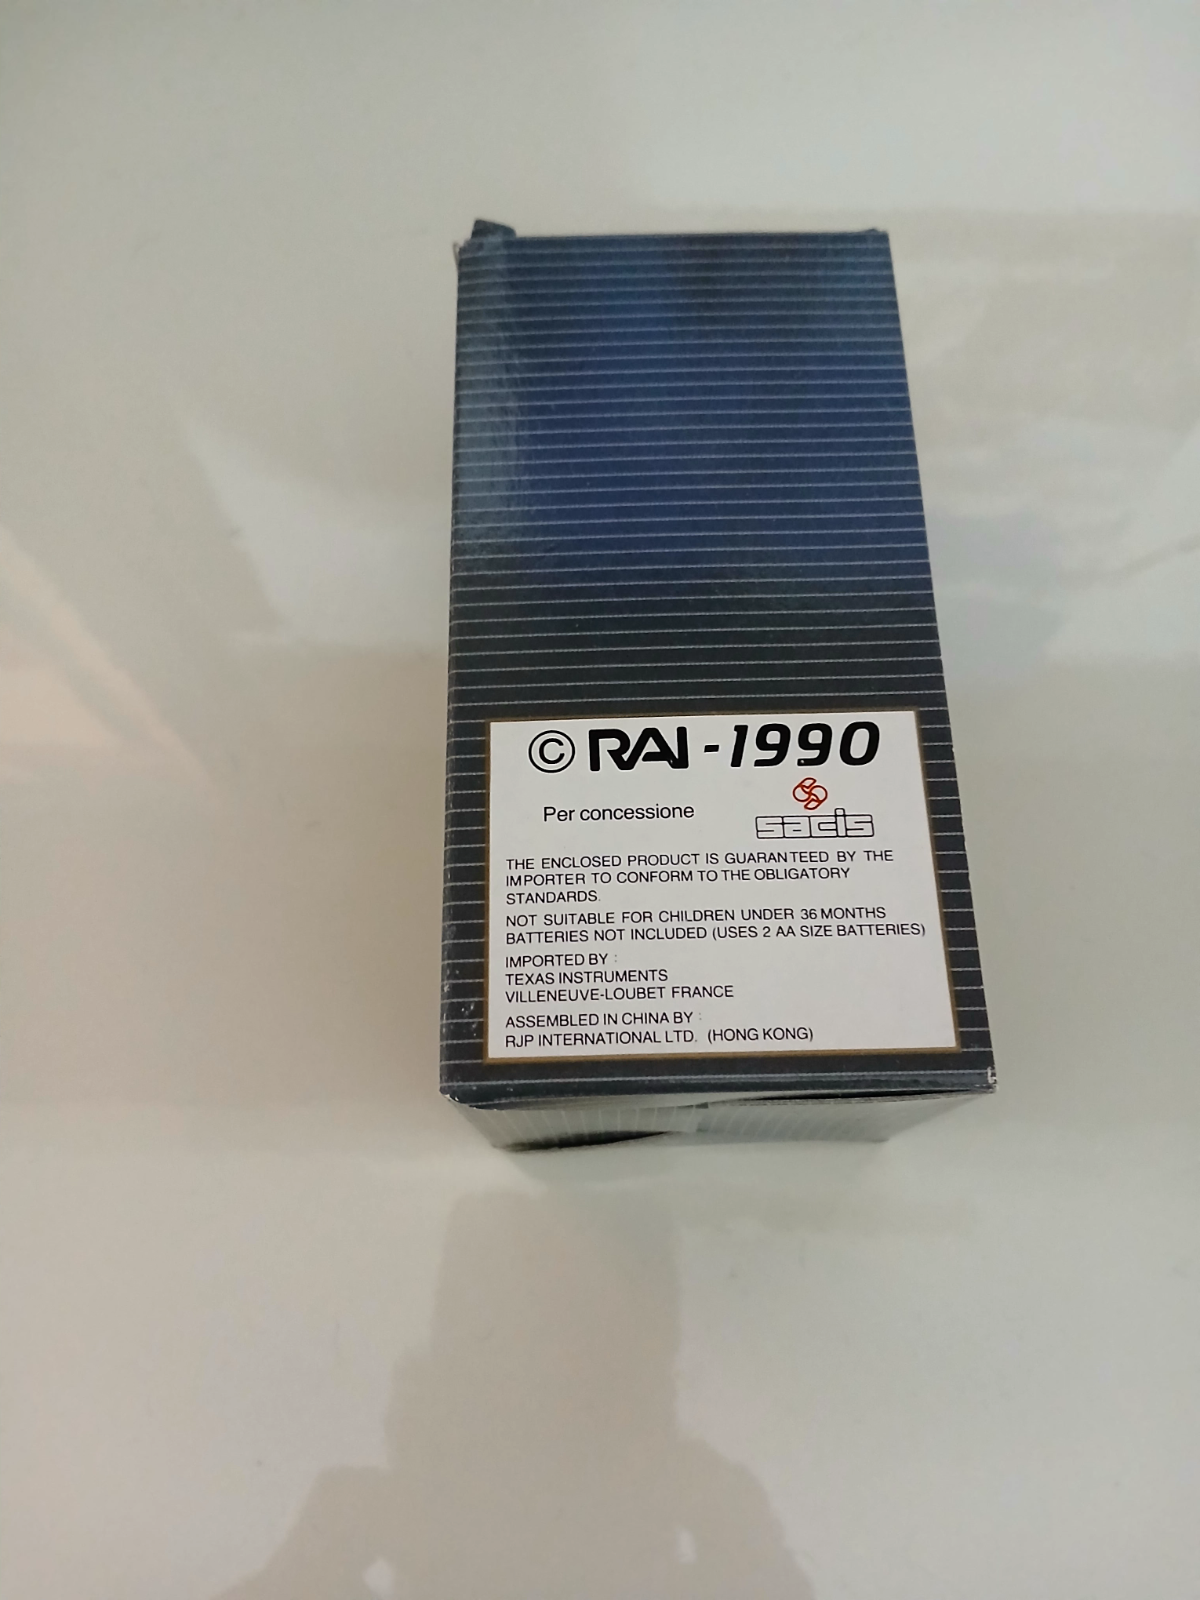 © RAI - 1990
Per concessione
sacis
THE ENCLOSED PRODUCT IS GUARANTEED BY THE
IMPORTER TO CONFORM TO THE OBLIGATORY
STANDARDS.
NOT SUITABLE FOR CHILDREN UNDER 36 MONTHS
BATTERIES NOT INCLUDED (USES 2 AA SIZE BATTERIES)
IMPORTED BY :
TEXAS INSTRUMENTS
VILLENEUVE-LOUBET FRANCE
ASSEMBLED IN CHINA BY :
RJP INTERNATIONAL LTD. (HONG KONG)